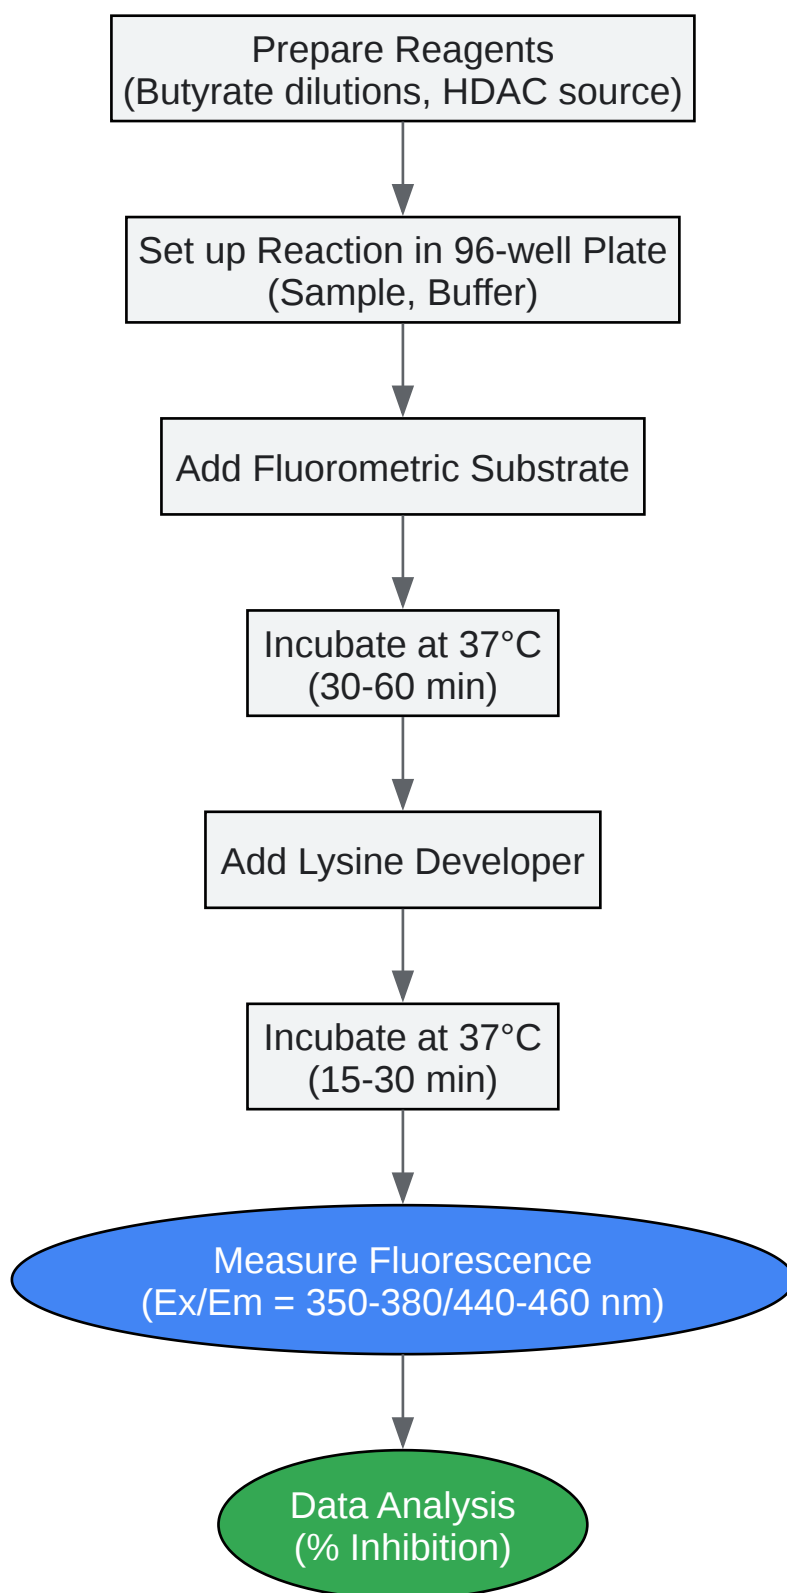 Prepare Reagents
(Butyrate dilutions, HDAC source)
Set up Reaction in 96-well Plate
(Sample, Buffer)
Add Fluorometric Substrate
Incubate at 37°C
(30-60 min)
Add Lysine Developer
Incubate at 37°C
(15-30 min)
Measure Fluorescence
(Ex/Em = 350-380/440-460 nm)
Data Analysis
(% Inhibition)